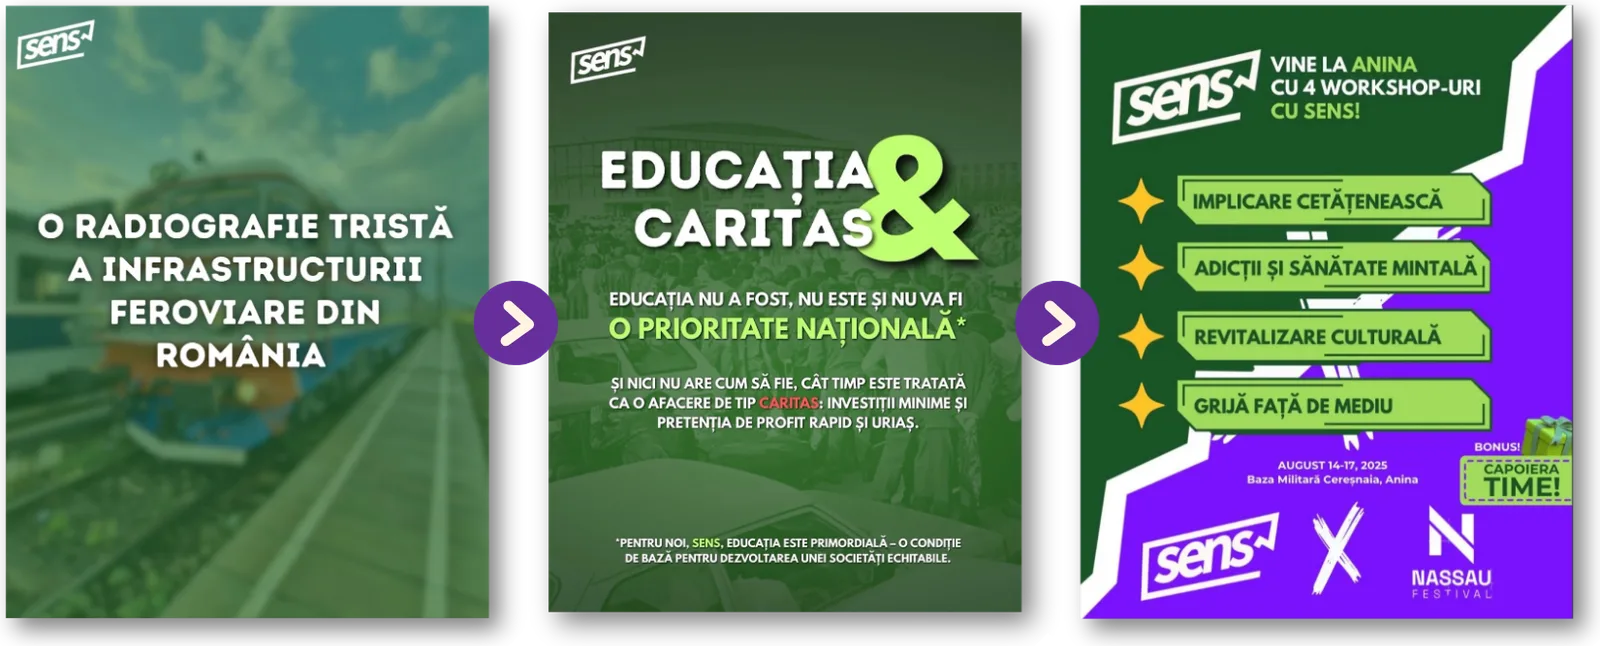 sens
O RADIOGRAFIE TRISTĂ
A INFRASTRUCTURII
FEROVIARE DIN
ROMÂNIA
sens
EDUCAȚIA &
CARITAS
EDUCAȚIA NU A FOST, NU ESTE ȘI NU VA FI
O PRIORITATE NAȚIONALĂ*
ȘI NICI NU ARE CUM SĂ FIE, CÂT TIMP ESTE TRATATĂ
CA O AFACERE DE TIP CARITAS: INVESTIȚII MINIME ȘI
PRETENȚIA DE PROFIT RAPID ȘI URIAȘ.
*PENTRU NOI, SENS, EDUCAȚIA ESTE PRIMORDIALĂ – O CONDIȚIE
DE BAZĂ PENTRU DEZVOLTAREA UNEI SOCIETĂȚI ECHITABILE.
sens
VINE LA ANINA
CU 4 WORKSHOP-URI
CU SENS!
IMPLICARE CETĂȚENEASCĂ
ADICȚII ȘI SĂNĂTATE MINTALĂ
REVITALIZARE CULTURALĂ
GRIJĂ FAȚĂ DE MEDIU
BONUS!
CAPOIERA
TIME!
AUGUST 14-17, 2025
Baza Militară Cereșnaia, Anina
sens X N
NASSAU
FESTIVAL